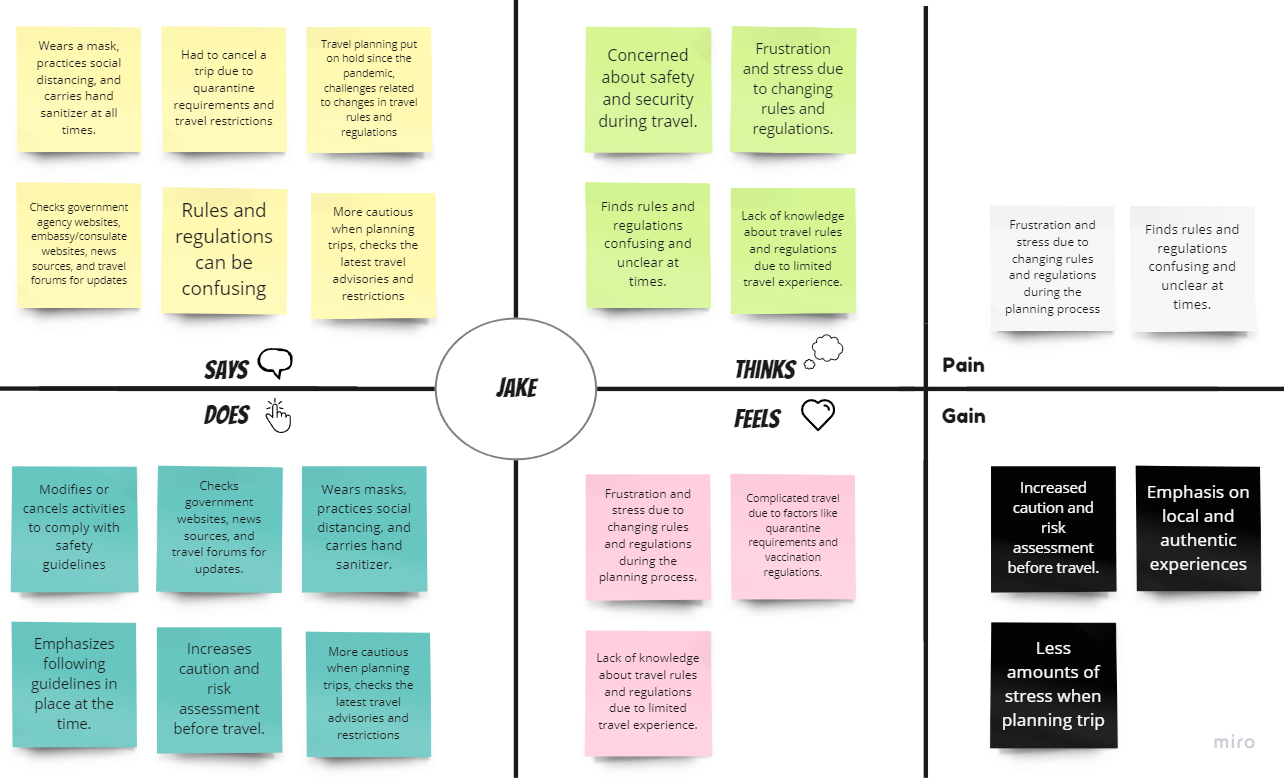 Wears a mask,
practices social
distancing, and
carries hand
sanitizer at all
times.
Had to cancel a
trip due to
quarantine
requirements and
travel restrictions
Travel planning put
on hold since the
pandemic,
challenges related
to changes in travel
rules and
regulations
Checks government
agency websites,
embassy/consulate
websites, news
sources, and travel
forums for updates
Rules and
regulations
can be
confusing
More cautious
when planning
trips, checks the
latest travel
advisories and
restrictions
SAYS
Concerned
about safety
and security
during travel.
Frustration
and stress due
to changing
rules and
regulations.
Finds rules and
regulations
confusing and
unclear at
times.
Lack of knowledge
about travel rules
and regulations
due to limited
travel experience.
THINKS
Frustration and
stress due to
changing rules
and regulations
during the
planning process
Finds rules and
regulations
confusing and
unclear at
times.
Pain
JAKE
DOES
Modifies or
cancels activities
to comply with
safety
guidelines
Checks
government
websites, news
sources, and
travel forums for
updates.
Wears masks,
practices social
distancing, and
carries hand
sanitizer.
Emphasizes
following
guidelines in
place at the
time.
Increases
caution and
risk
assessment
before travel.
More cautious
when planning
trips, checks the
latest travel
advisories and
restrictions
FEELS
Frustration and
stress due to
changing rules
and regulations
during the
planning process.
Complicated travel
due to factors like
quarantine
requirements and
vaccination
regulations.
Lack of knowledge
about travel rules
and regulations
due to limited
travel experience.
Gain
Increased
caution and
risk
assessment
before travel.
Emphasis on
local and
authentic
experiences
Less
amounts of
stress when
planning trip
miro